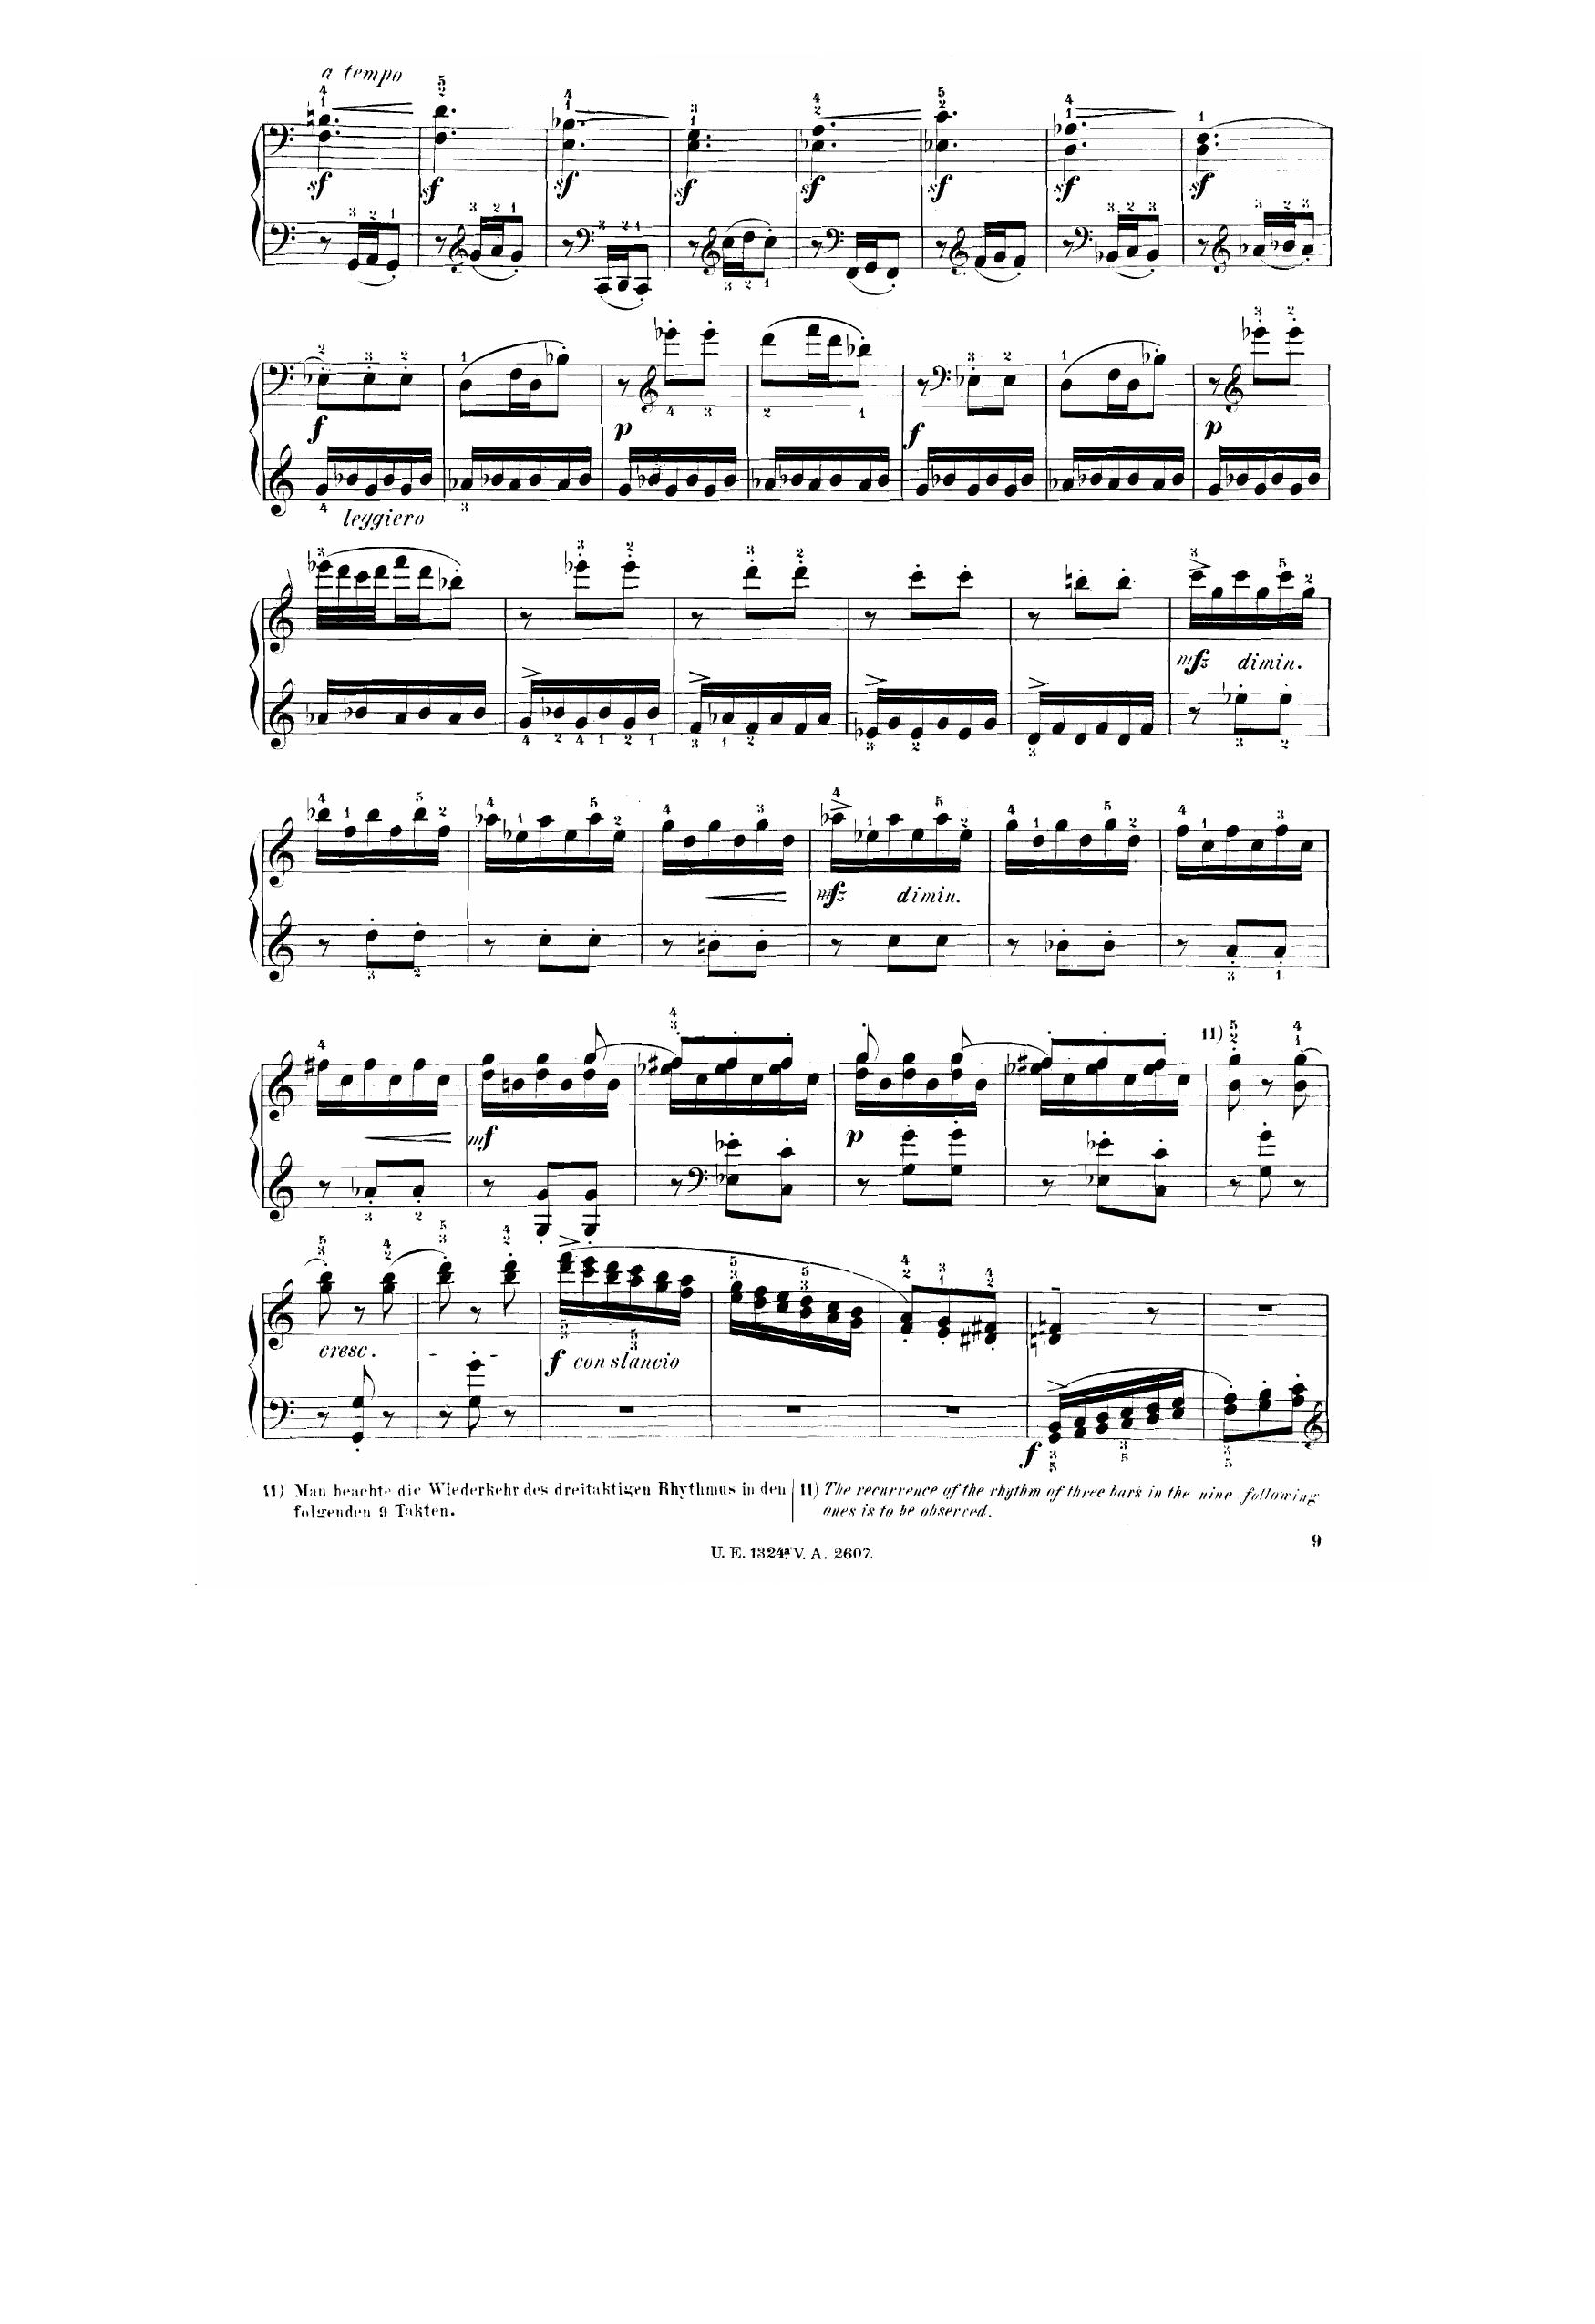 a tempo
sf sf sf sf sf sf sf sf
f p f p
leggiero
mfz dimin.
mfz dimin.
11)
mf p
cresc. - -
f con slancio
f
11) Man beachte die Wiederkehr des dreitaktigen Rhythmus in den
folgenden 9 Takten.
11) The recurrence of the rhythm of three bars in the nine following
ones is to be observed.
9
U. E. 1324ª V. A. 2607.